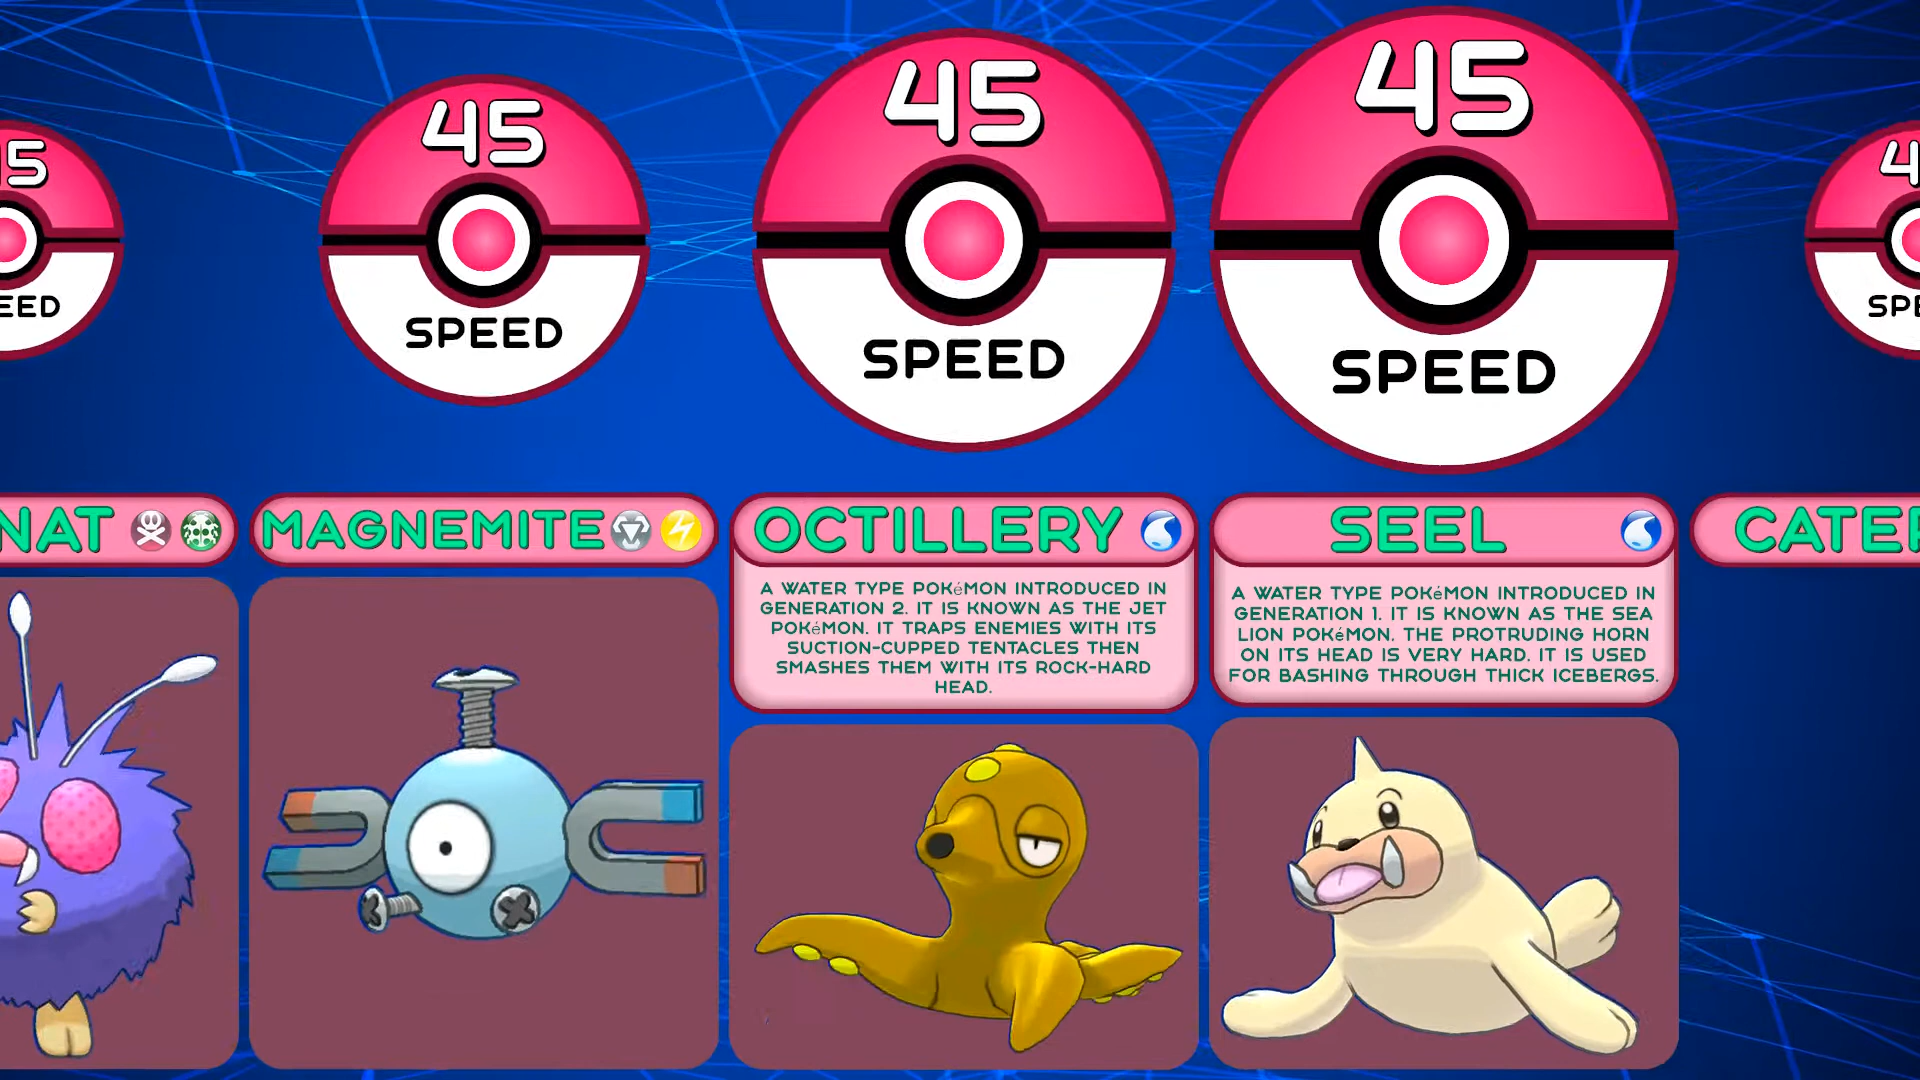 45
SPEED
45
SPEED
45
SPEED
MAGNEMITE
OCTILLERY
A WATER TYPE POKéMON INTRODUCED IN
GENERATION 2. IT IS KNOWN AS THE JET
POKéMON. IT TRAPS ENEMIES WITH ITS
SUCTION-CUPPED TENTACLES THEN
SMASHES THEM WITH ITS ROCK-HARD
HEAD.
SEEL
A WATER TYPE POKéMON INTRODUCED IN
GENERATION 1. IT IS KNOWN AS THE SEA
LION POKéMON. THE PROTRUDING HORN
ON ITS HEAD IS VERY HARD. IT IS USED
FOR BASHING THROUGH THICK ICEBERGS.